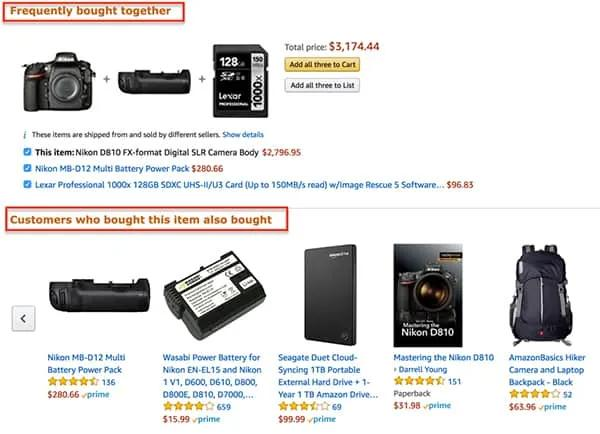 Frequently bought together
Total price: $3,174.44
Add all three to Cart
Add all three to List
+
+
Nikon
128GB
150 MB/s
Lexar
PROFESSIONAL
1000x
i These items are shipped from and sold by different sellers. Show details
This item: Nikon D810 FX-format Digital SLR Camera Body $2,796.95
Nikon MB-D12 Multi Battery Power Pack $280.66
Lexar Professional 1000x 128GB SDXC UHS-II/U3 Card (Up to 150MB/s read) w/Image Rescue 5 Software... $96.83
Customers who bought this item also bought
Mastering the
Nikon D810
Nikon MB-D12 Multi
Battery Power Pack
136
$280.66 prime
Wasabi Power Battery for
Nikon EN-EL15 and Nikon
1 V1, D600, D610, D800,
D800E, D810, D7000,...
659
$15.99 prime
Seagate Duet Cloud-
Syncing 1TB Portable
External Hard Drive + 1-
Year 1 TB Amazon Drive...
69
$99.99 prime
Mastering the Nikon D810
› Darrell Young
151
Paperback
$31.98 prime
AmazonBasics Hiker
Camera and Laptop
Backpack - Black
52
$63.96 prime